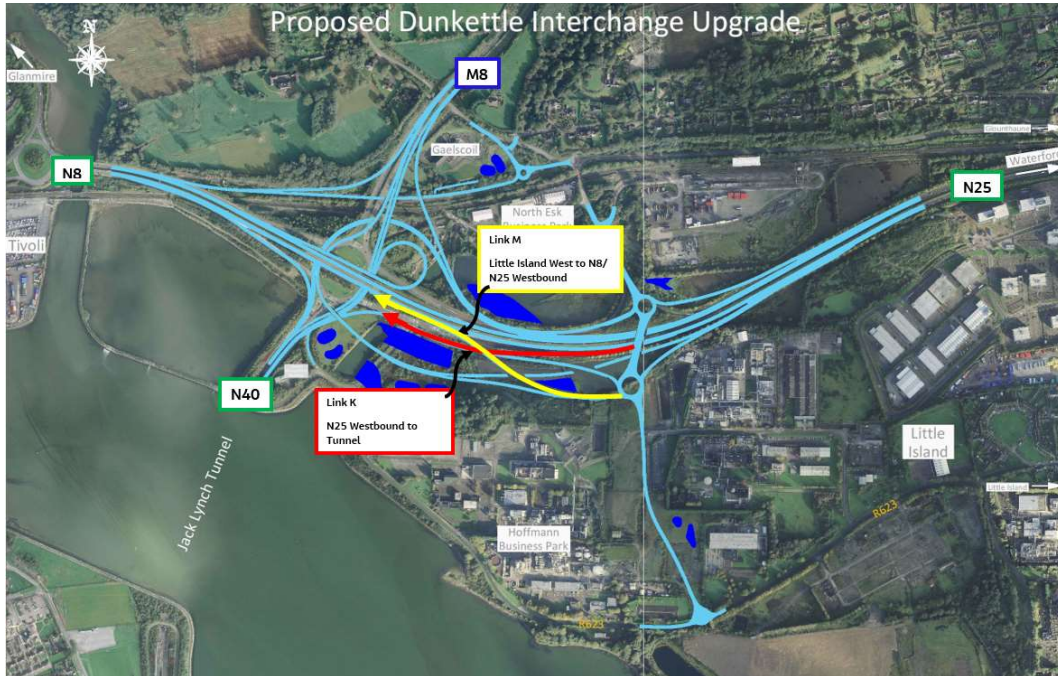 Proposed Dunkettle Interchange Upgrade
N
Glanmire
M8
Glounthaune
Gaelscoil
Waterford
N8
N25
North Esk
Business Park
Tivoli
Link M
Little Island West to N8/
N25 Westbound
N40
Link K
N25 Westbound to
Tunnel
Jack Lynch Tunnel
Little
Island
Little Island
R623
Hoffmann
Business Park
R623